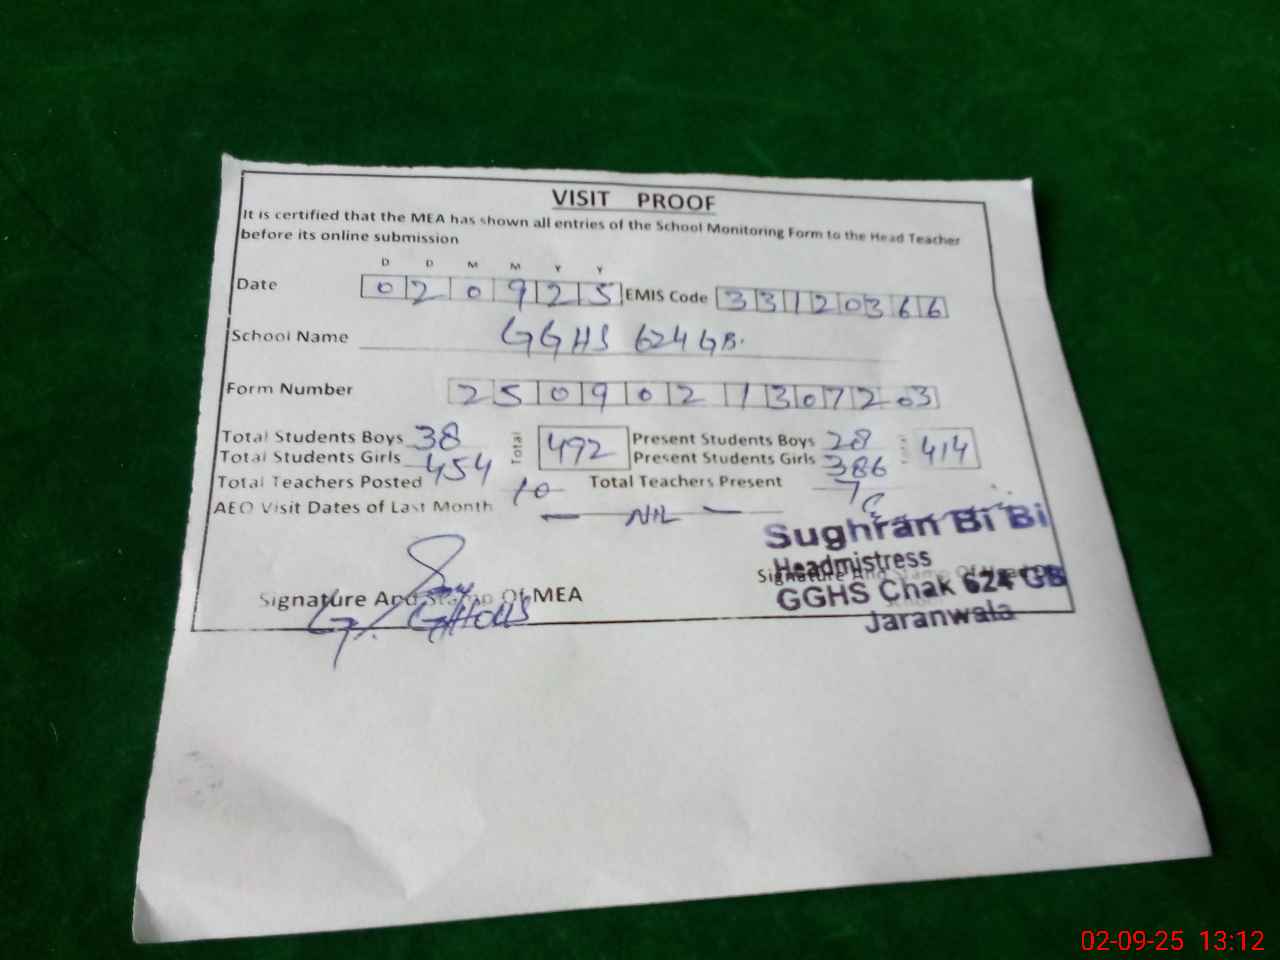 VISIT PROOF
It is certified that the MEA has shown all entries of the School Monitoring Form to the Head Teacher
before its online submission
D D M M Y Y
Date 0 2 0 9 2 5 EMIS Code 3 3 1 2 0 3 6 6
School Name GGHS 624 GB.
Form Number 2 5 0 9 0 2 1 3 0 7 2 0 3
Total Students Boys 38 Total 492 Present Students Boys 28 Total 414
Total Students Girls 454 Present Students Girls 386
Total Teachers Posted 10 Total Teachers Present 7
AEO Visit Dates of Last Month — NIL —
Sughran Bi Bi
Headmistress
Signature And Stamp Of MEA Signature And Stamp Of Head
GGHS Chak 624 GB
Jaranwala
02-09-25 13:12